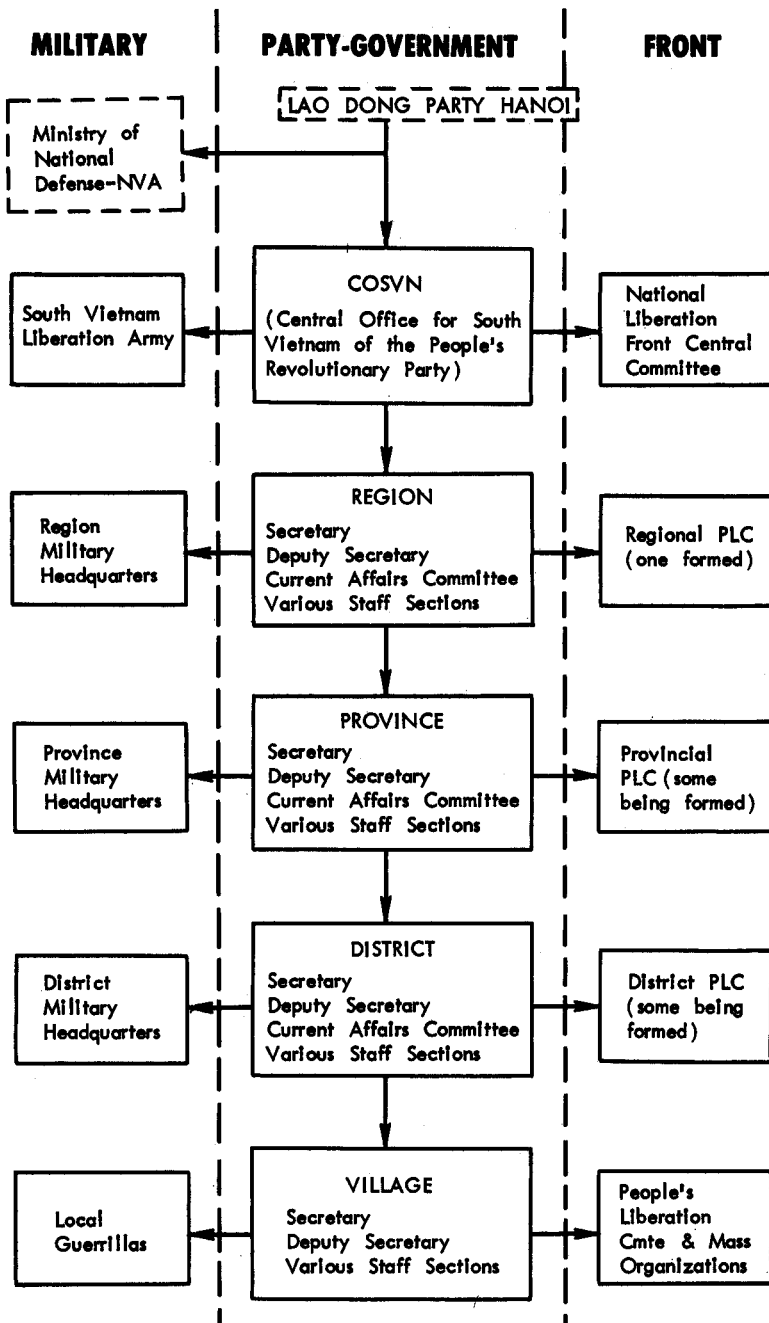 MILITARY
PARTY-GOVERNMENT
FRONT
LAO DONG PARTY HANOI
Ministry of
National
Defense-NVA
COSVN
(Central Office for South
Vietnam of the People's
Revolutionary Party)
South Vietnam
Liberation Army
National
Liberation
Front Central
Committee
REGION
Secretary
Deputy Secretary
Current Affairs Committee
Various Staff Sections
Region
Military
Headquarters
Regional PLC
(one formed)
PROVINCE
Secretary
Deputy Secretary
Current Affairs Committee
Various Staff Sections
Province
Military
Headquarters
Provincial
PLC (some
being formed)
DISTRICT
Secretary
Deputy Secretary
Current Affairs Committee
Various Staff Sections
District
Military
Headquarters
District PLC
(some being
formed)
VILLAGE
Secretary
Deputy Secretary
Various Staff Sections
Local
Guerrillas
People's
Liberation
Cmte & Mass
Organizations